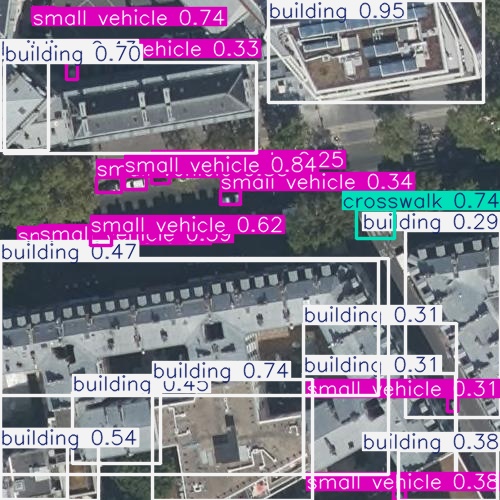 small vehicle 0.74
building 0.95
building 0.70
vehicle 0.33
small vehicle 0.84
25
small vehicle 0.34
crosswalk 0.74
small vehicle 0.62
building 0.29
building 0.47
building 0.31
building 0.31
building 0.74
building 0.45
small vehicle 0.31
building 0.54
building 0.38
small vehicle 0.38